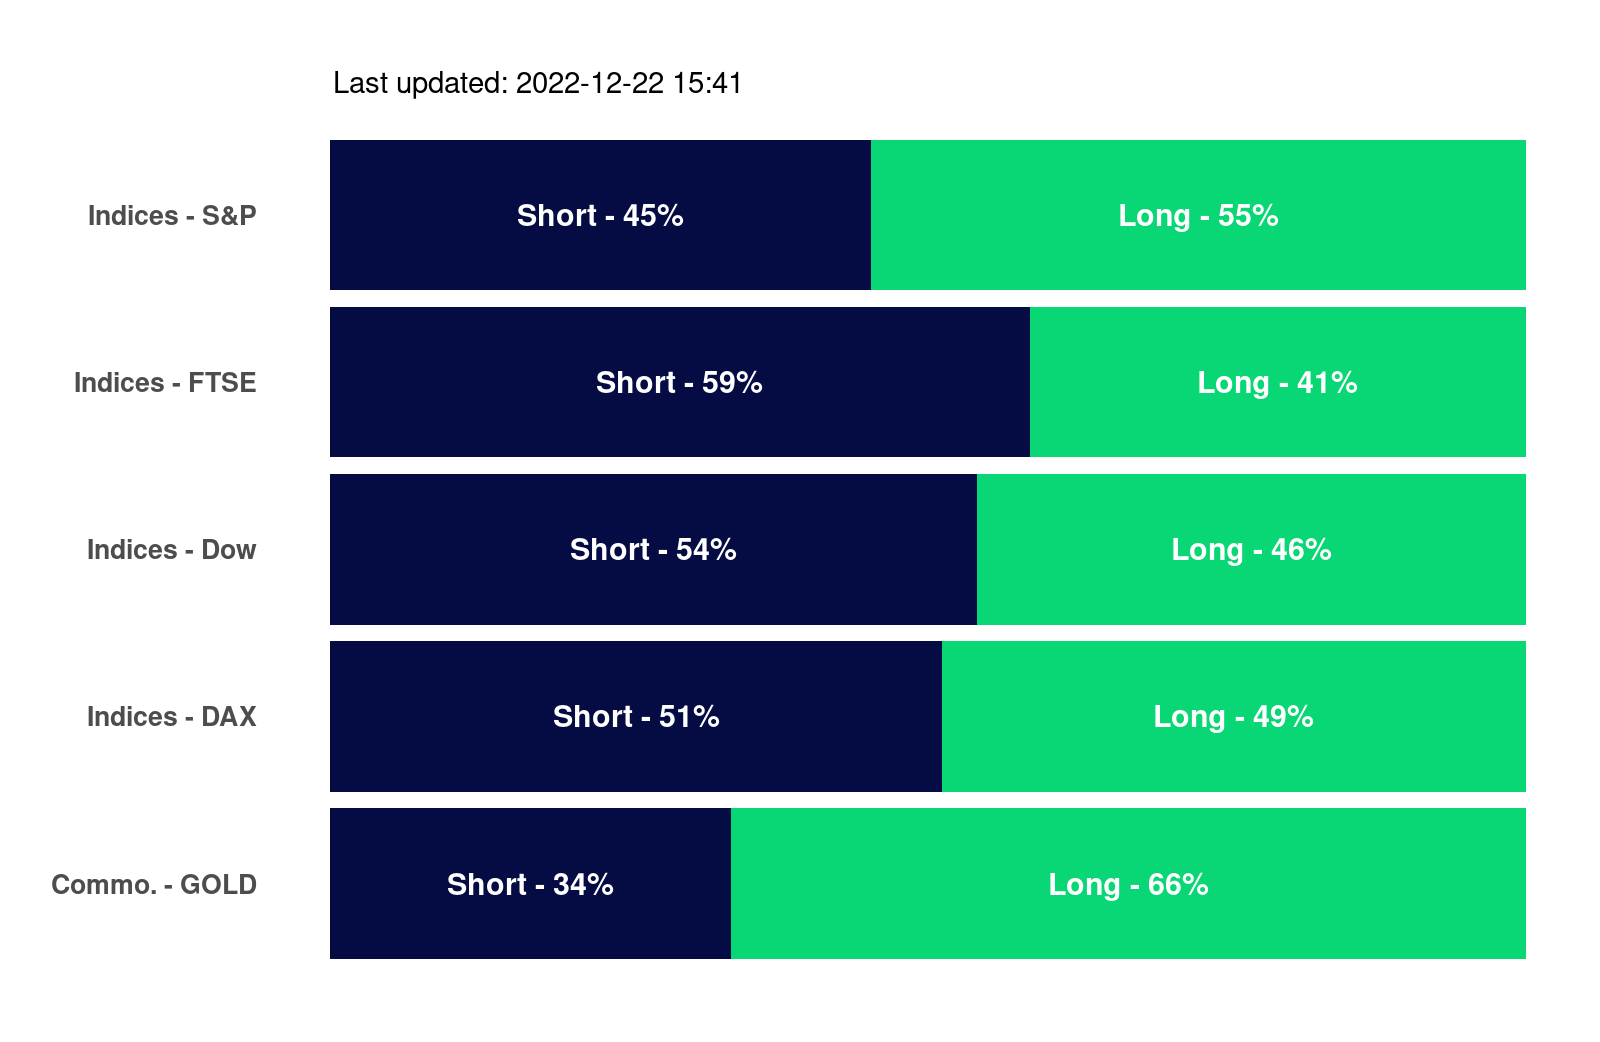 Last updated: 2022-12-22 15:41
Indices - S&P Short - 45% Long - 55%
Indices - FTSE Short - 59% Long - 41%
Indices - Dow Short - 54% Long - 46%
Indices - DAX Short - 51% Long - 49%
Commo. - GOLD Short - 34% Long - 66%